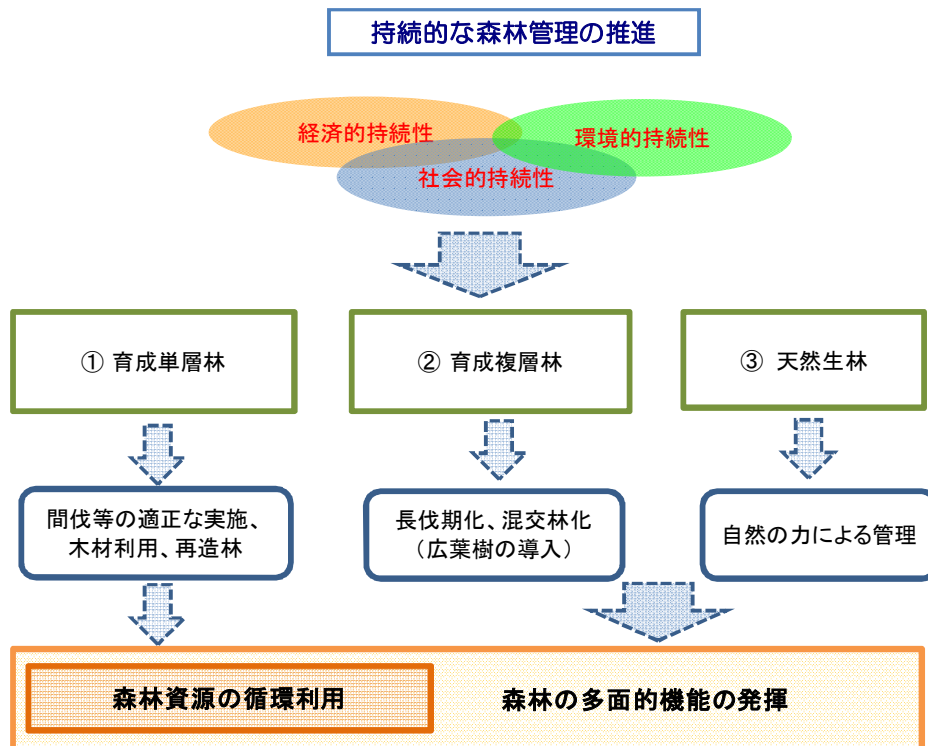 持続的な森林管理の推進
経済的持続性
環境的持続性
社会的持続性
① 育成単層林
② 育成複層林
③ 天然生林
間伐等の適正な実施、
木材利用、再造林
長伐期化、混交林化
（広葉樹の導入）
自然の力による管理
森林資源の循環利用
森林の多面的機能の発揮